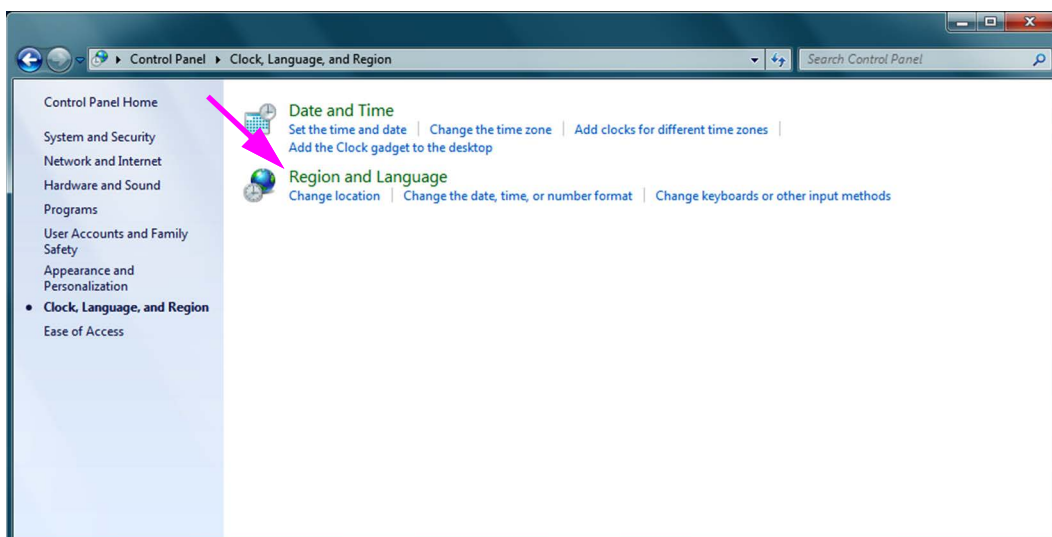 Control Panel ▸ Clock, Language, and Region
Search Control Panel
Control Panel Home
System and Security
Network and Internet
Hardware and Sound
Programs
User Accounts and Family
Safety
Appearance and
Personalization
Clock, Language, and Region
Ease of Access
Date and Time
Set the time and date | Change the time zone | Add clocks for different time zones |
Add the Clock gadget to the desktop
Region and Language
Change location | Change the date, time, or number format | Change keyboards or other input methods